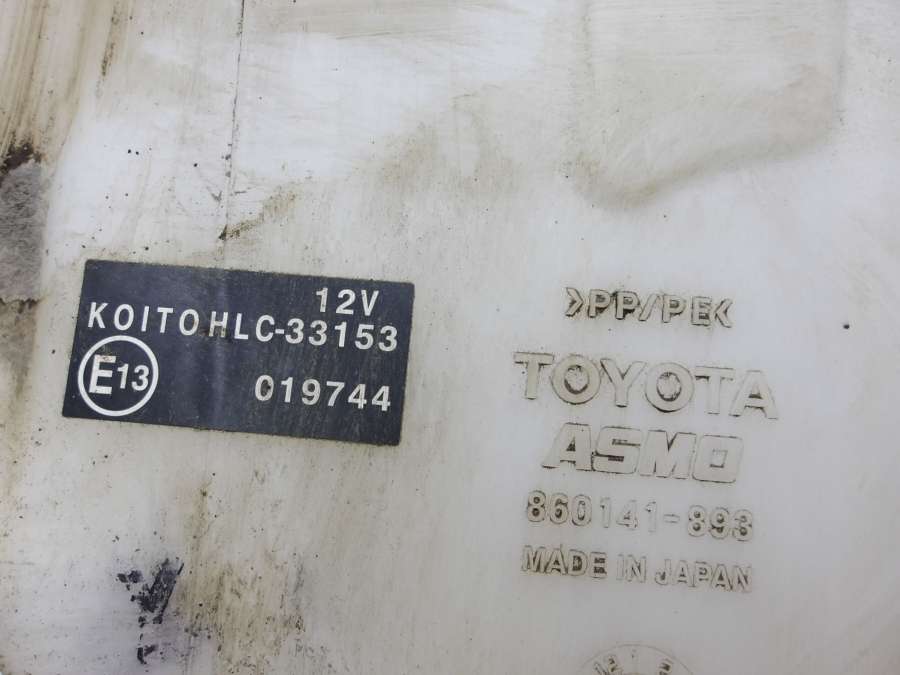 12V
KOITO HLC-33153
E13
019744
>PP/PE<
TOYOTA
ASMO
860141-893
MADE IN JAPAN